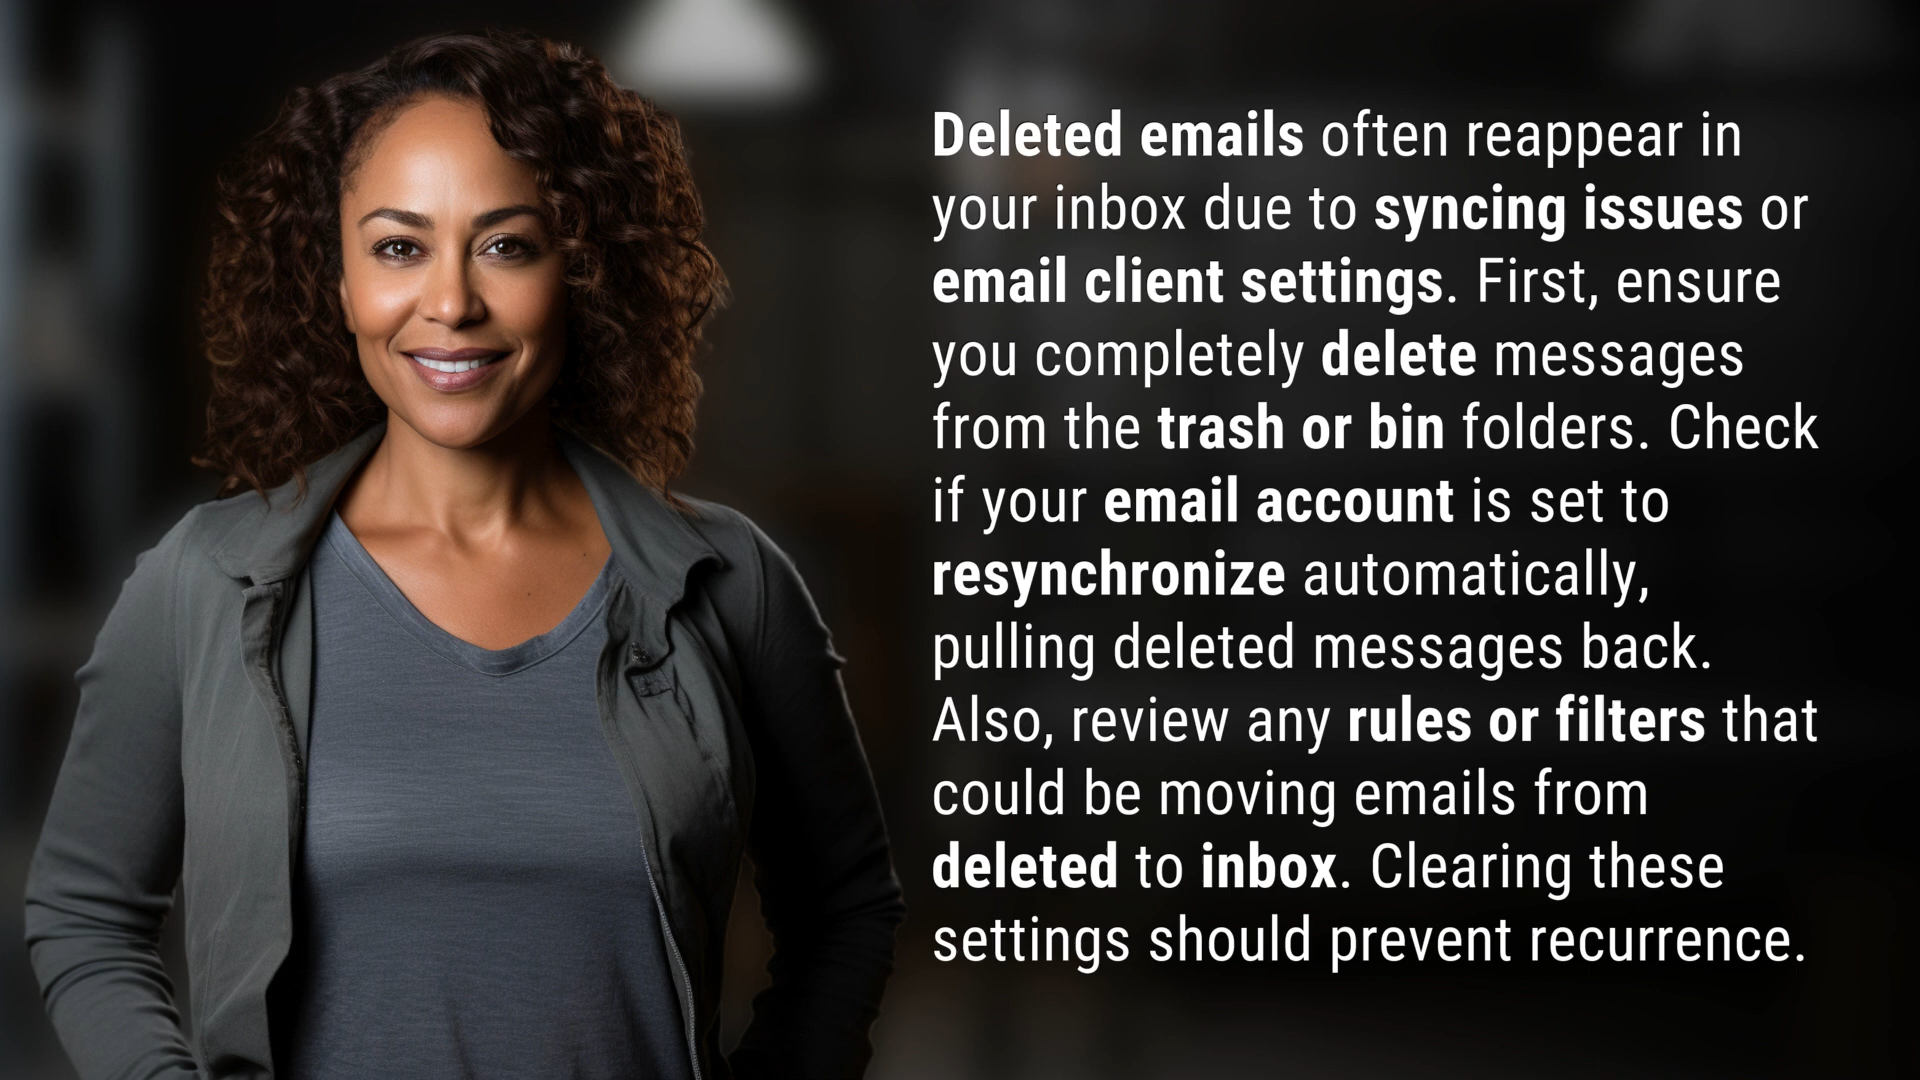 Deleted emails often reappear in
your inbox due to syncing issues or
email client settings. First, ensure
you completely delete messages
from the trash or bin folders. Check
if your email account is set to
resynchronize automatically,
pulling deleted messages back.
Also, review any rules or filters that
could be moving emails from
deleted to inbox. Clearing these
settings should prevent recurrence.